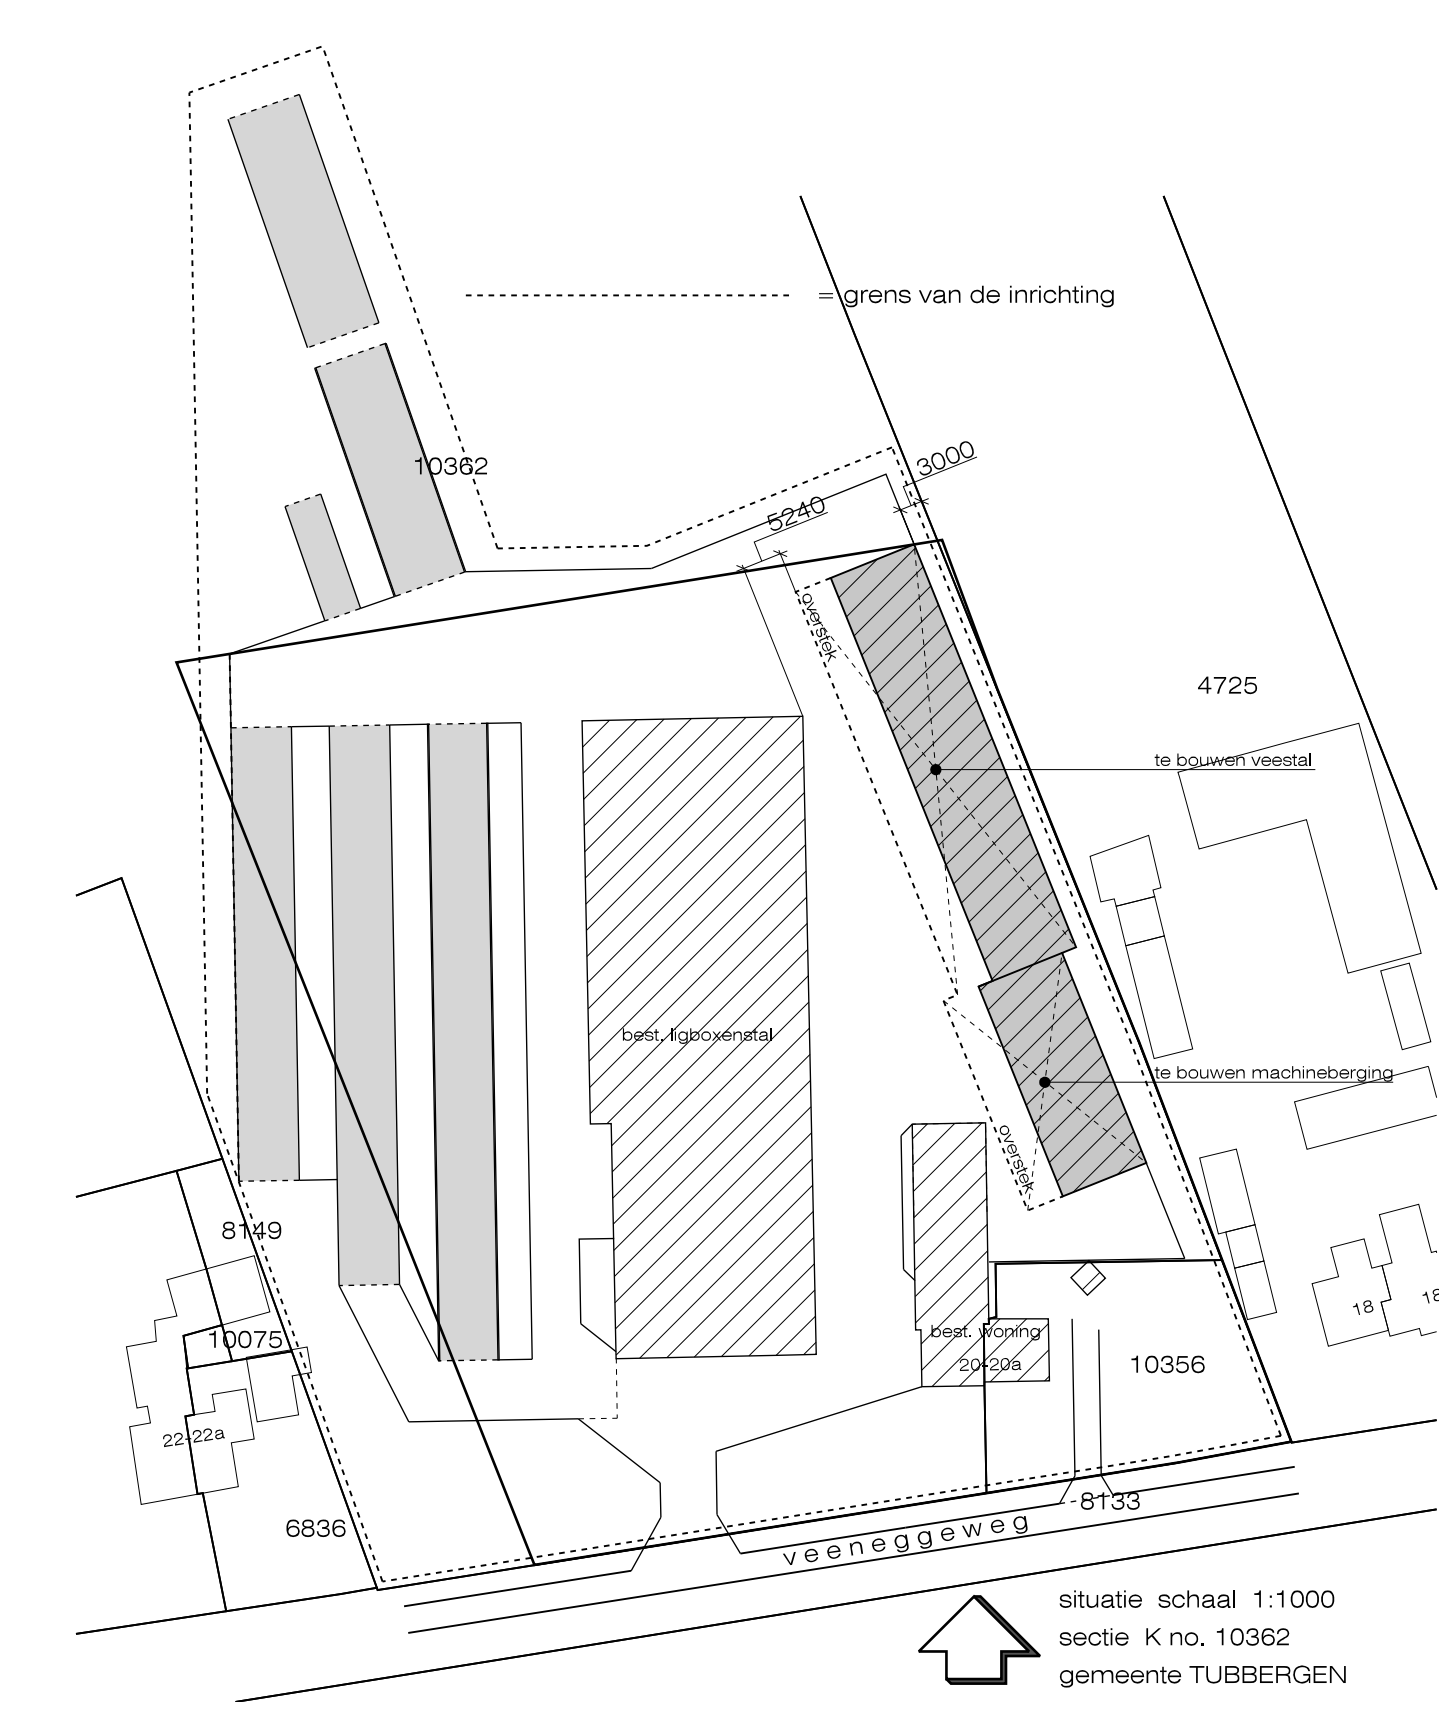 = grens van de inrichting
3000
10362
5240
overstek
4725
te bouwen veestal
best. ligboxenstal
te bouwen machineberging
overstek
8149
18
18
10075
best. woning
20-20a
10356
22-22a
8133
6836
veeneggeweg
situatie schaal 1:1000
sectie K no. 10362
gemeente TUBBERGEN